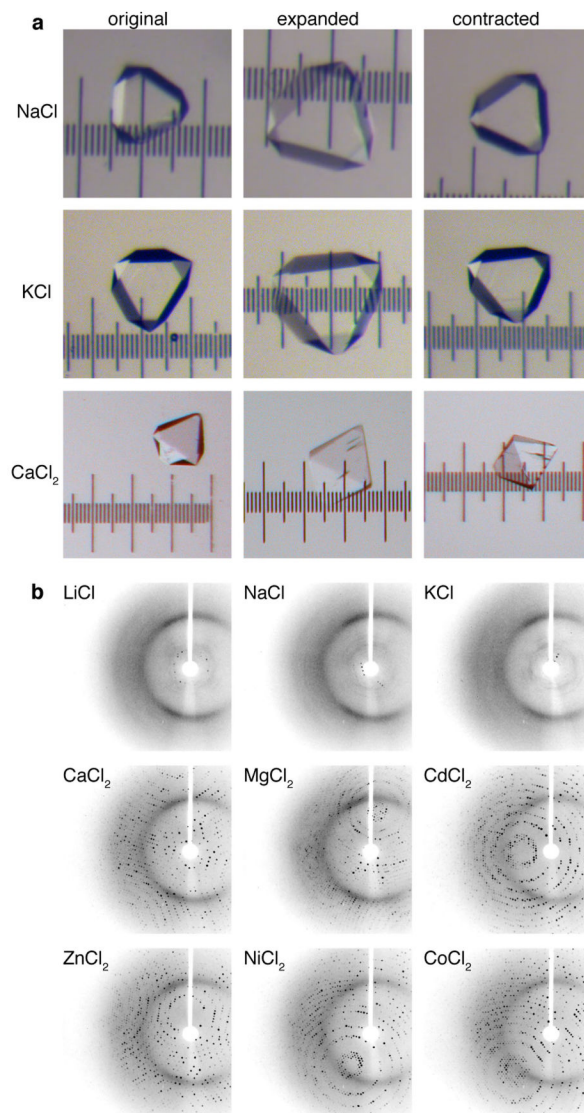 a
original expanded contracted
NaCl
KCl
CaCl₂
b
LiCl NaCl KCl
CaCl₂ MgCl₂ CdCl₂
ZnCl₂ NiCl₂ CoCl₂